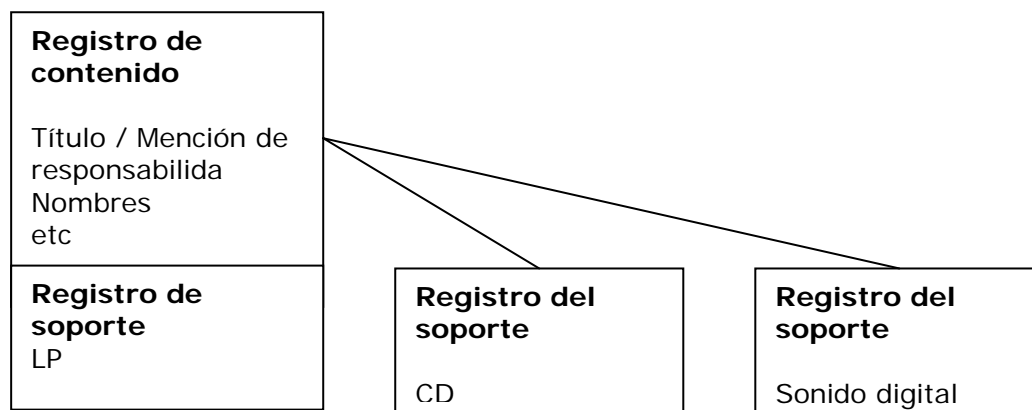 Registro de
contenido
Título / Mención de
responsabilida
Nombres
etc
Registro de
soporte
LP
Registro del
soporte
CD
Registro del
soporte
Sonido digital